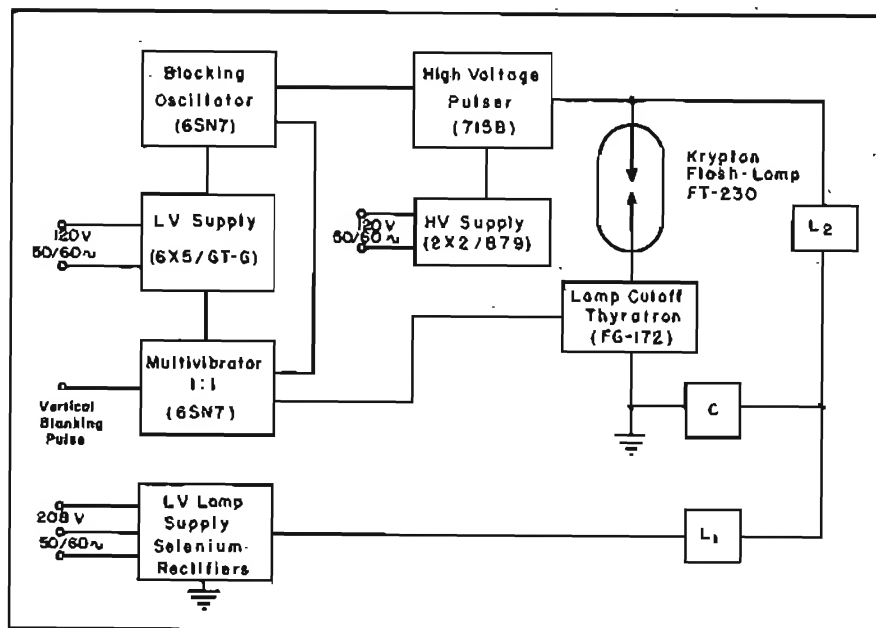 Blocking
Oscillator
(6SN7)
High Voltage
Pulser
(715B)
Krypton
Flash-Lamp
FT-230
LV Supply
(6X5/GT-G)
120V
50/60~
HV Supply
(2X2/879)
120V
50/60~
L2
Lamp Cutoff
Thyratron
(FG-172)
Multivibrator
1:1
(6SN7)
Vertical
Blanking
Pulse
C
LV Lamp
Supply
Selenium-
Rectifiers
208 V
50/60~
L1